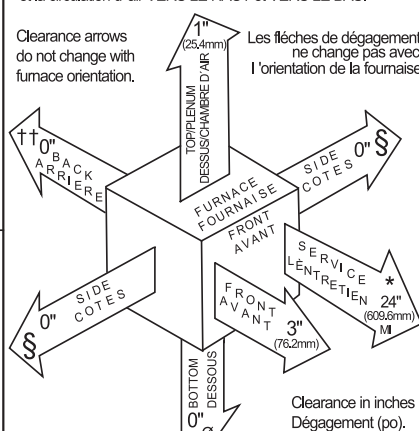 Clearance arrows
do not change with
furnace orientation.
Les fléches de dégagement
ne change pas avec
l'orientation de la fournaise
1"
(25.4mm)
TOP/PLENUM
DESSUS/CHAMBRE D'AIR
††0"
BACK
ARRIERE
SIDE
COTES
0" §
FURNACE
FOURNAISE
FRONT
AVANT
SERVICE
LÈNTRETIEN
*
24"
(609.6mm)
MI
SIDE
COTES
0"
§
FRONT
AVANT
3"
(76.2mm)
BOTTOM
DESSOUS
0"
ø
Clearance in inches
Dégagement (po).